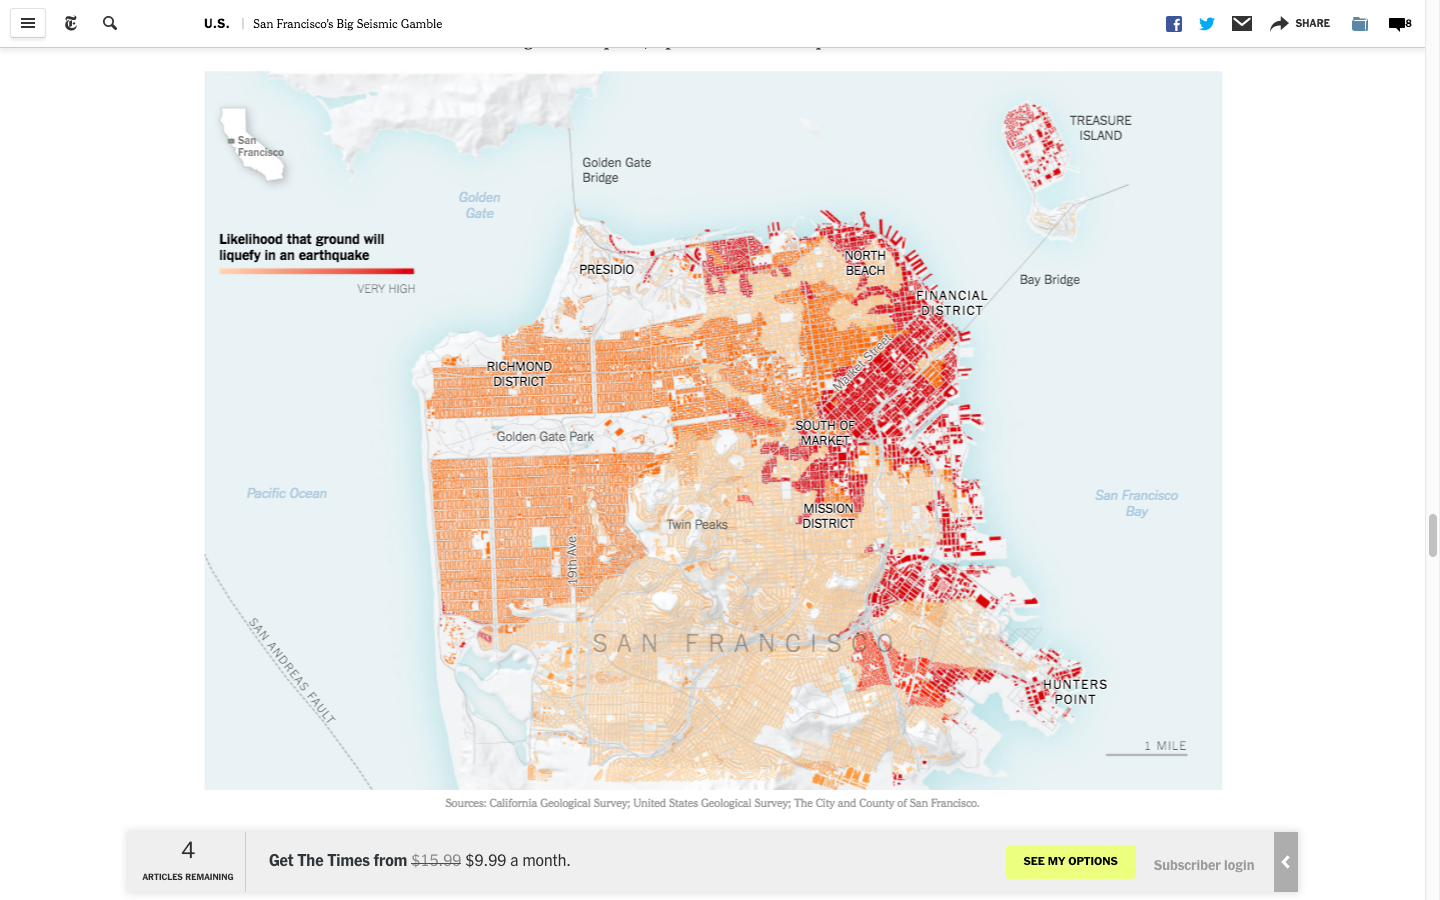 U.S. | San Francisco's Big Seismic Gamble
SHARE
8
San
Francisco
Golden
Gate
Golden Gate
Bridge
TREASURE
ISLAND
Likelihood that ground will
liquefy in an earthquake
VERY HIGH
PRESIDIO
NORTH
BEACH
FINANCIAL
DISTRICT
Bay Bridge
Market Street
RICHMOND
DISTRICT
Golden Gate Park
SOUTH OF
MARKET
Pacific Ocean
San Francisco
Bay
MISSION
DISTRICT
Twin Peaks
19th Ave.
SAN FRANCISCO
SAN ANDREAS FAULT
HUNTERS
POINT
1 MILE
Sources: California Geological Survey; United States Geological Survey; The City and County of San Francisco.
4
ARTICLES REMAINING
Get The Times from $15.99 $9.99 a month.
SEE MY OPTIONS
Subscriber login